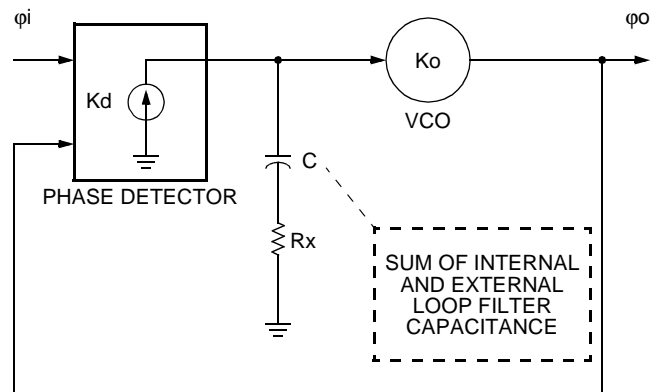 φi
φo
Kd
Ko
VCO
PHASE DETECTOR
C
Rx
SUM OF INTERNAL
AND EXTERNAL
LOOP FILTER
CAPACITANCE